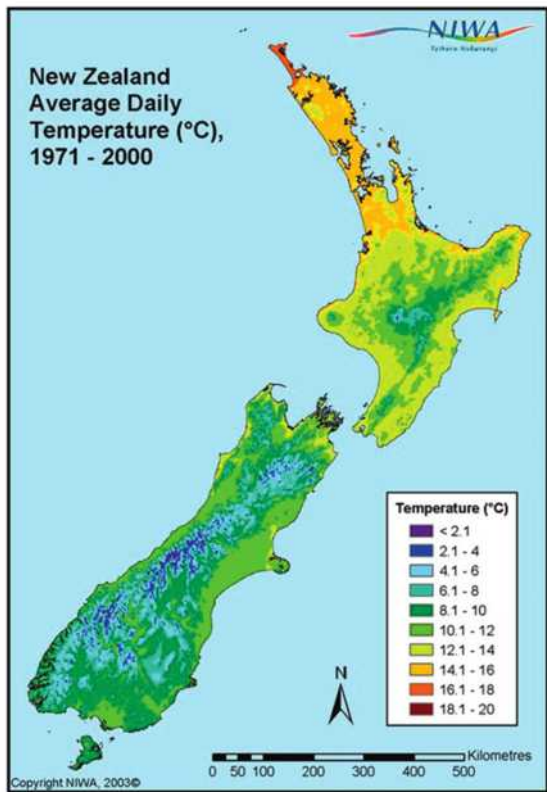 NIWA
Taihoro Nukurangi
New Zealand
Average Daily
Temperature (°C),
1971 - 2000
Temperature (°C)
< 2.1
2.1 - 4
4.1 - 6
6.1 - 8
8.1 - 10
10.1 - 12
12.1 - 14
14.1 - 16
16.1 - 18
18.1 - 20
N
Kilometres
0 50 100 200 300 400 500
Copyright NIWA, 2003©